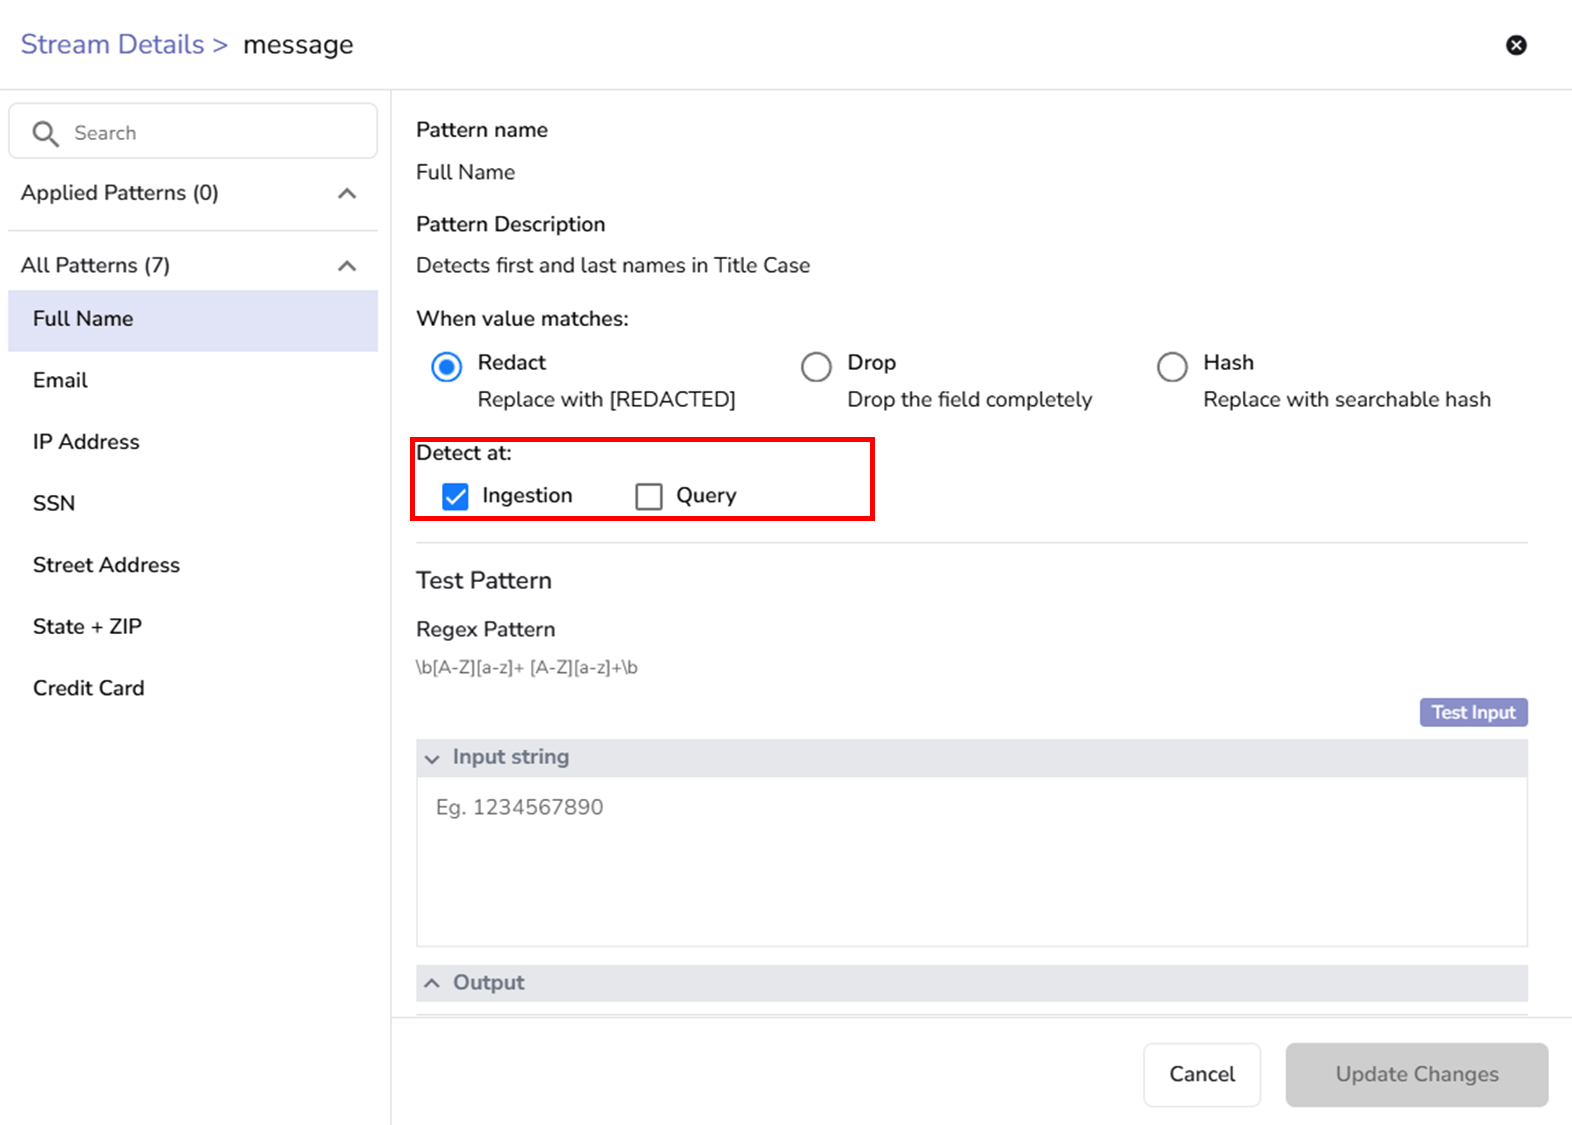 Stream Details > message
Search
Applied Patterns (0)
All Patterns (7)
Full Name
Email
IP Address
SSN
Street Address
State + ZIP
Credit Card
Pattern name
Full Name
Pattern Description
Detects first and last names in Title Case
When value matches:
Redact
Replace with [REDACTED]
Drop
Drop the field completely
Hash
Replace with searchable hash
Detect at:
Ingestion
Query
Test Pattern
Regex Pattern
\b[A-Z][a-z]+ [A-Z][a-z]+\b
Test Input
Input string
Eg. 1234567890
Output
Cancel
Update Changes